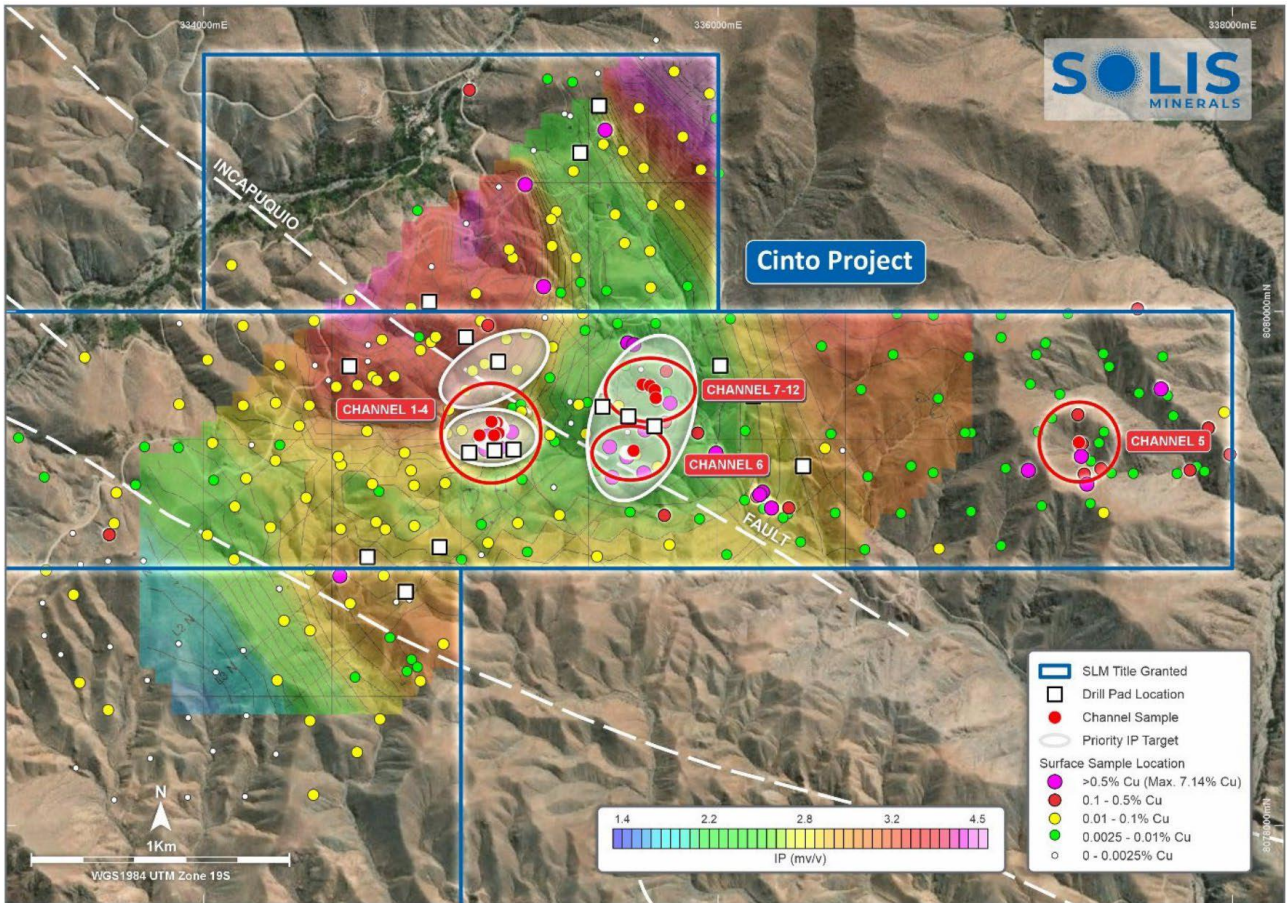 334000mE
336000mE
338000mE
SOLIS
MINERALS
INCAPUQUIO
Cinto Project
8080000mN
CHANNEL 7-12
CHANNEL 1-4
CHANNEL 5
CHANNEL 6
FAULT
L2 N
SLM Title Granted
Drill Pad Location
Channel Sample
Priority IP Target
Surface Sample Location
>0.5% Cu (Max. 7.14% Cu)
0.1 - 0.5% Cu
0.01 - 0.1% Cu
0.0025 - 0.01% Cu
0 - 0.0025% Cu
N
1Km
WGS1984 UTM Zone 19S
1.4 2.2 2.8 3.2 4.5
IP (mv/v)
8078000mN